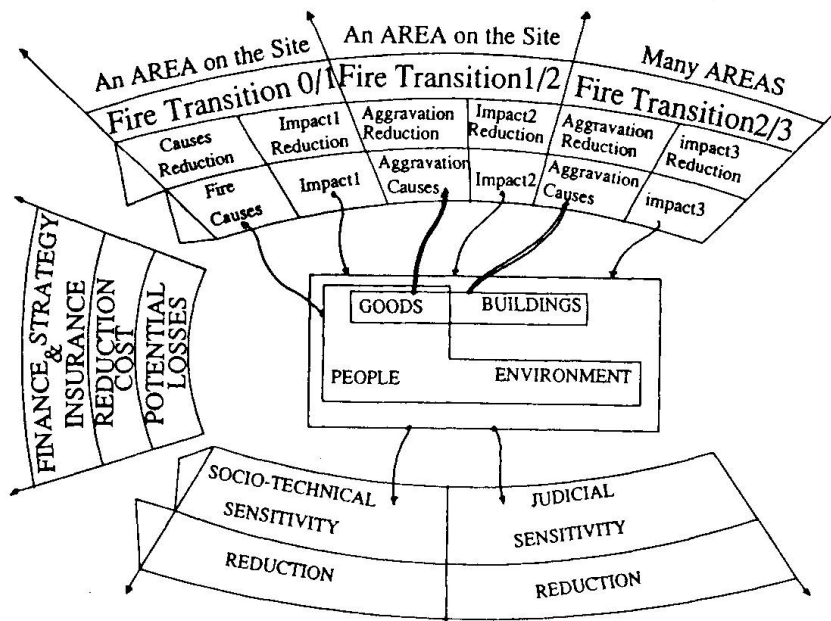 An AREA on the Site
An AREA on the Site
Many AREAS
Fire Transition 0/1
Fire Transition1/2
Fire Transition2/3
Causes
Reduction
Impact1
Reduction
Aggravation
Reduction
Impact2
Reduction
Aggravation
Reduction
impact3
Reduction
Fire
Causes
Impact1
Aggravation
Causes
Impact2
Aggravation
Causes
impact3
FINANCE, STRATEGY
&
INSURANCE
REDUCTION
COST
POTENTIAL
LOSSES
GOODS
BUILDINGS
PEOPLE
ENVIRONMENT
SOCIO-TECHNICAL
SENSITIVITY
JUDICIAL
SENSITIVITY
REDUCTION
REDUCTION